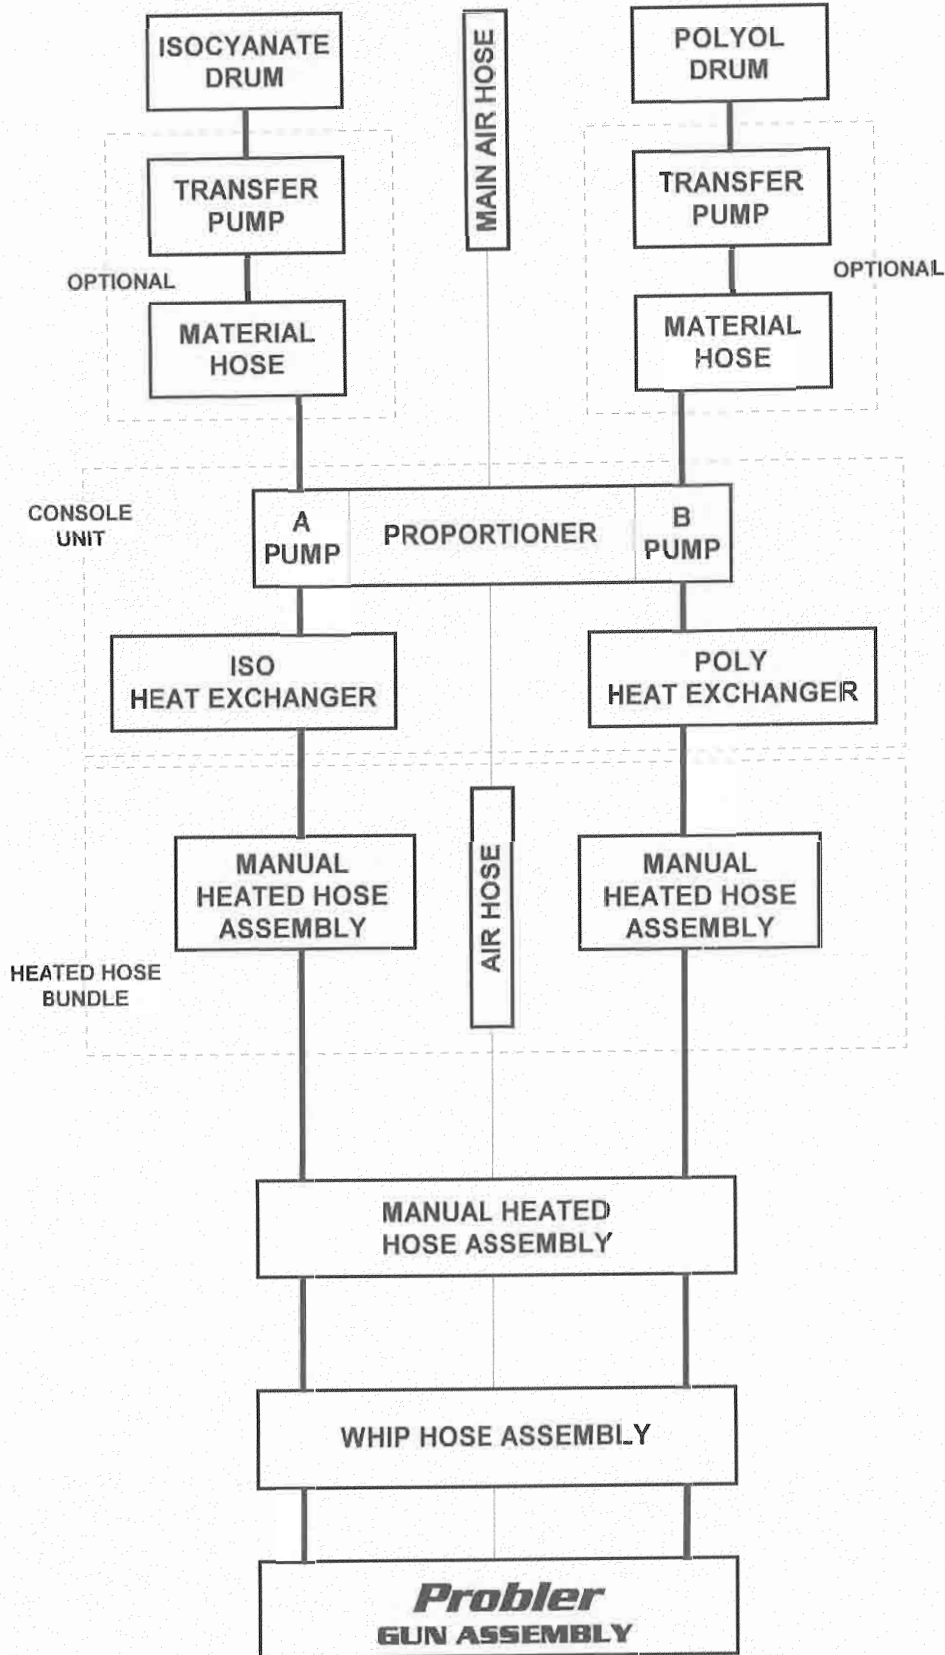 ISOCYANATE
DRUM
MAIN AIR HOSE
POLYOL
DRUM
TRANSFER
PUMP
TRANSFER
PUMP
OPTIONAL
OPTIONAL
MATERIAL
HOSE
MATERIAL
HOSE
CONSOLE
UNIT
A
PUMP
PROPORTIONER
B
PUMP
ISO
HEAT EXCHANGER
POLY
HEAT EXCHANGER
MANUAL
HEATED HOSE
ASSEMBLY
AIR HOSE
MANUAL
HEATED HOSE
ASSEMBLY
HEATED HOSE
BUNDLE
MANUAL HEATED
HOSE ASSEMBLY
WHIP HOSE ASSEMBLY
Probler
GUN ASSEMBLY